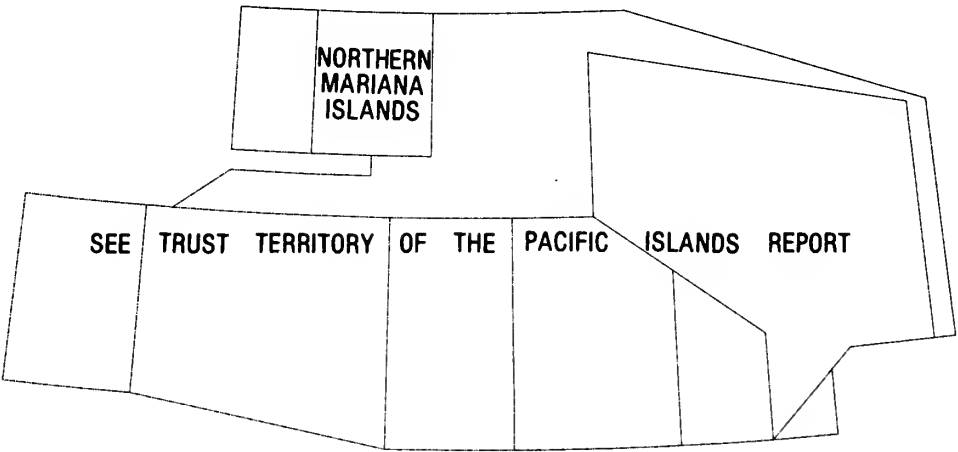 NORTHERN
MARIANA
ISLANDS
SEE TRUST TERRITORY OF THE PACIFIC ISLANDS REPORT